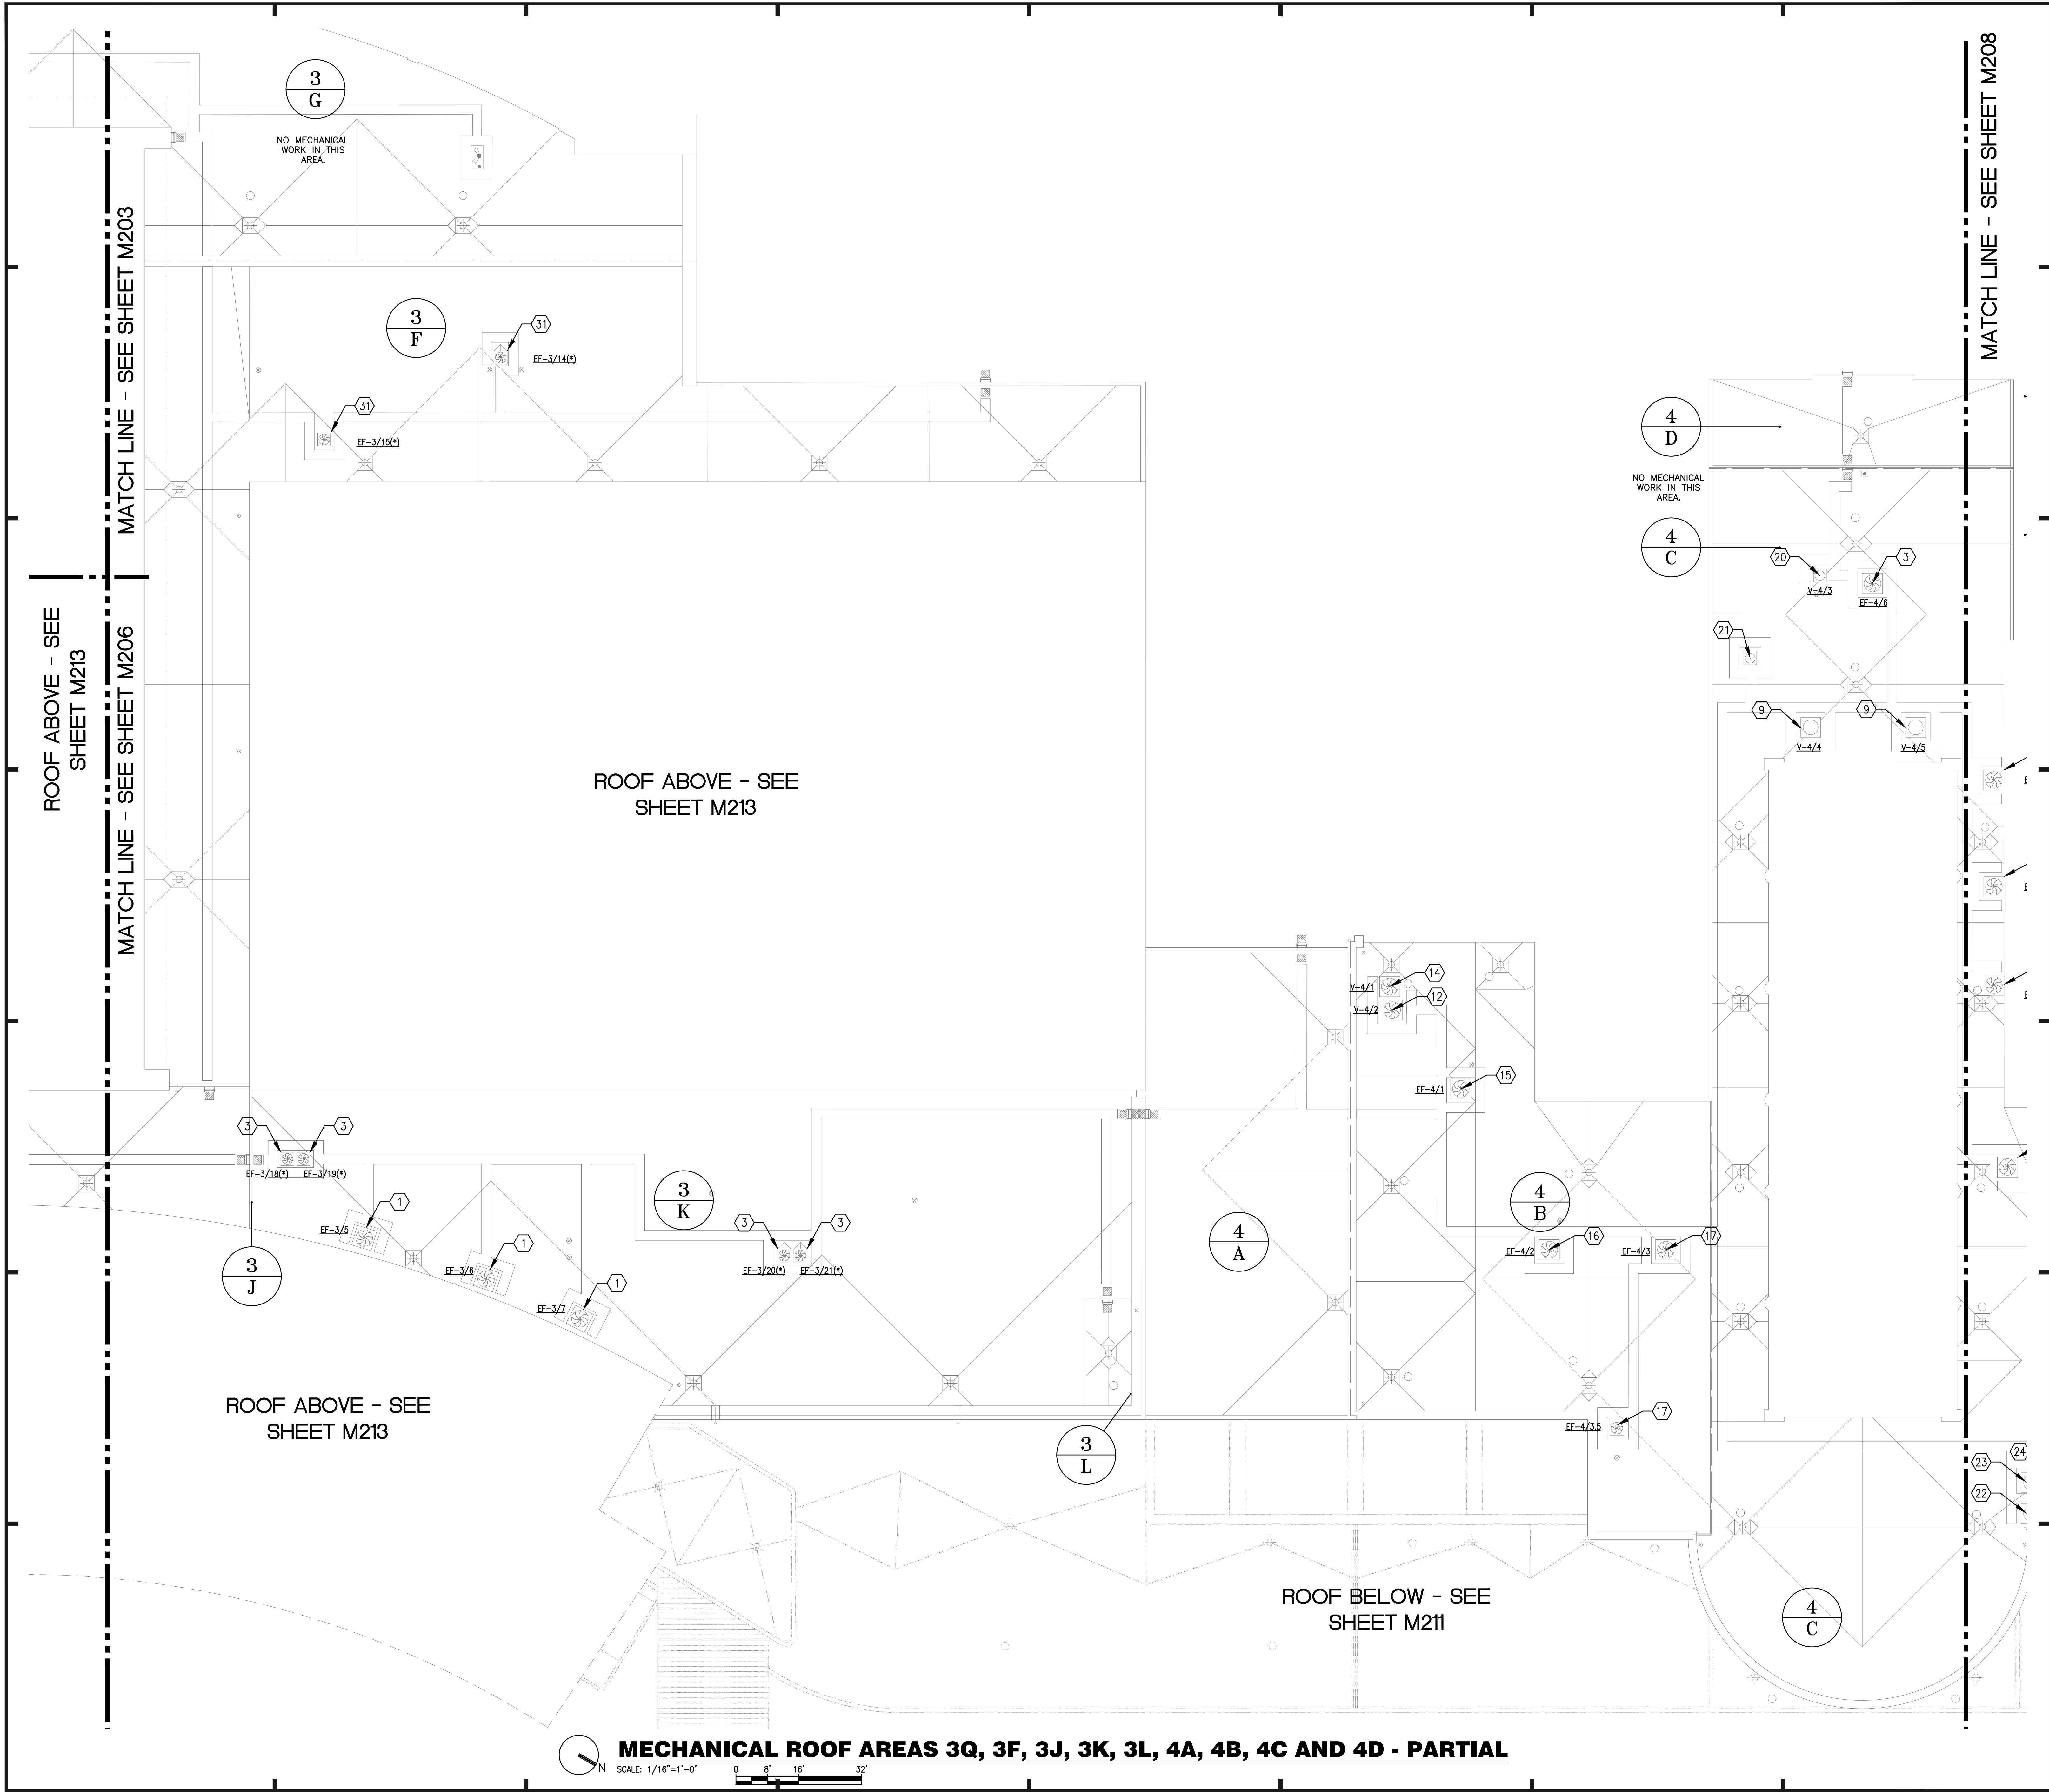 3
G
NO MECHANICAL
WORK IN THIS
AREA.
MATCH LINE - SEE SHEET M203
MATCH LINE - SEE SHEET M208
3
F
31
EF-3/14(*)
31
EF-3/15(*)
4
D
NO MECHANICAL
WORK IN THIS
AREA.
4
C
20
V-4/3
3
EF-4/6
21
9
V-4/4
9
V-4/5
ROOF ABOVE - SEE
SHEET M213
MATCH LINE - SEE SHEET M206
ROOF ABOVE - SEE
SHEET M213
14
V-4/1
12
V-4/2
15
EF-4/1
3
3
EF-3/18(*)
EF-3/19(*)
1
EF-3/5
1
EF-3/6
1
EF-3/7
3
J
3
K
3
3
EF-3/20(*)
EF-3/21(*)
4
A
4
B
16
EF-4/2
17
EF-4/3
17
EF-4/3.5
ROOF ABOVE - SEE
SHEET M213
3
L
24
23
22
ROOF BELOW - SEE
SHEET M211
4
C
N
MECHANICAL ROOF AREAS 3Q, 3F, 3J, 3K, 3L, 4A, 4B, 4C AND 4D - PARTIAL
SCALE: 1/16"=1'-0"
0 8' 16' 32'